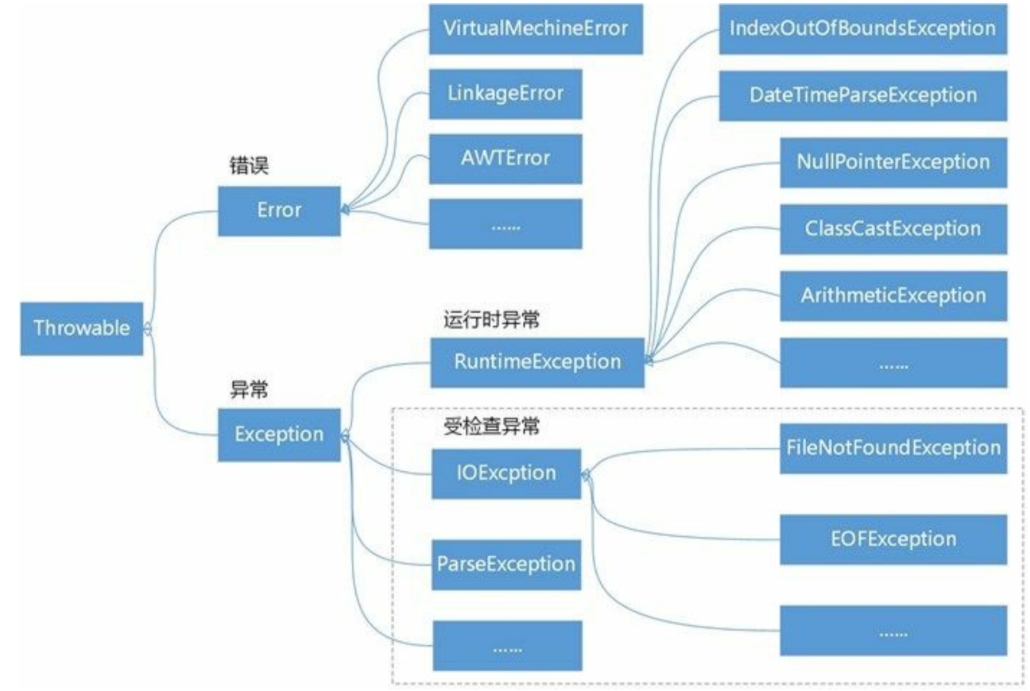 VirtualMechineError
LinkageError
AWTError
......
错误
Error
Throwable
异常
Exception
IndexOutOfBoundsException
DateTimeParseException
NullPointerException
ClassCastException
ArithmeticException
......
运行时异常
RuntimeException
受检查异常
IOExcption
ParseException
......
FileNotFoundException
EOFException
......